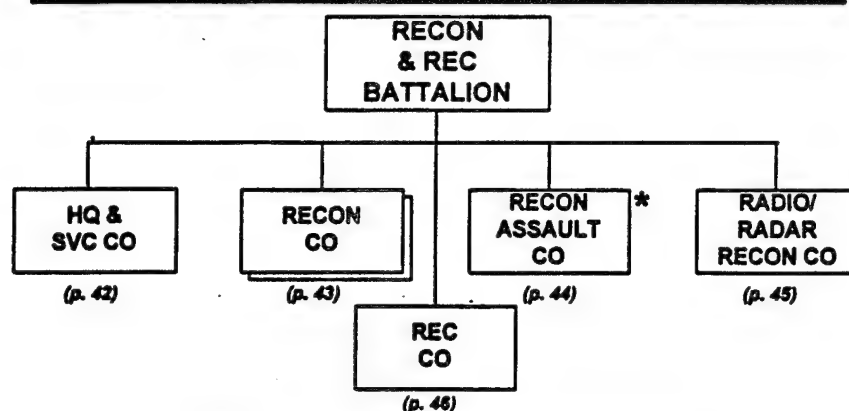 RECON
& REC
BATTALION
HQ &
SVC CO
(p. 42)
RECON
CO
(p. 43)
RECON
ASSAULT
CO
*
(p. 44)
RADIO/
RADAR
RECON CO
(p. 45)
REC
CO
(p. 46)